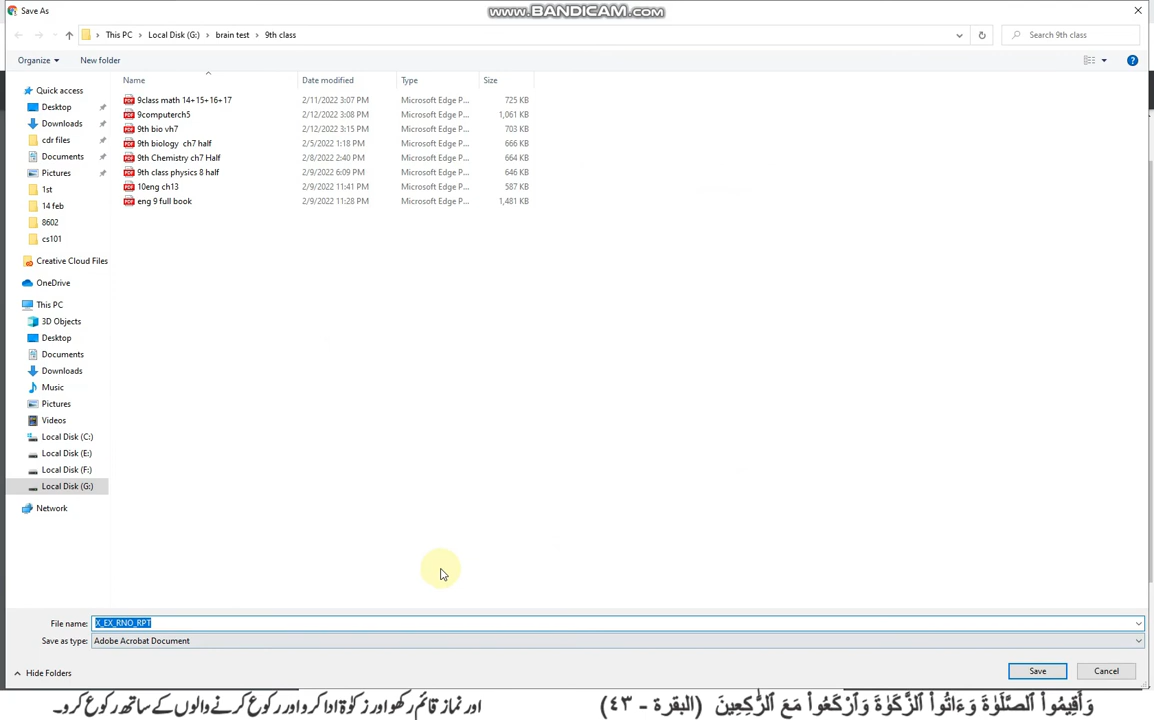 Save As
www.BANDICAM.com
This PC > Local Disk (G:) > brain test > 9th class
Search 9th class
Organize
New folder
Name Date modified Type Size
9class math 14+15+16+17 2/11/2022 3:07 PM Microsoft Edge P... 725 KB
9computerch5 2/12/2022 3:08 PM Microsoft Edge P... 1,061 KB
9th bio vh7 2/12/2022 3:15 PM Microsoft Edge P... 703 KB
9th biology ch7 half 2/5/2022 1:18 PM Microsoft Edge P... 666 KB
9th Chemistry ch7 Half 2/8/2022 2:40 PM Microsoft Edge P... 664 KB
9th class physics 8 half 2/9/2022 6:09 PM Microsoft Edge P... 646 KB
10eng ch13 2/9/2022 11:41 PM Microsoft Edge P... 587 KB
eng 9 full book 2/9/2022 11:28 PM Microsoft Edge P... 1,481 KB
Quick access
Desktop
Downloads
cdr files
Documents
Pictures
1st
14 feb
8602
cs101
Creative Cloud Files
OneDrive
This PC
3D Objects
Desktop
Documents
Downloads
Music
Pictures
Videos
Local Disk (C:)
Local Disk (E:)
Local Disk (F:)
Local Disk (G:)
Network
File name: X_EX_RNO_RPT
Save as type: Adobe Acrobat Document
Hide Folders
Save
Cancel
وَأَقِيمُواْ ٱلصَّلَوٰةَ وَءَاتُواْ ٱلزَّكَوٰةَ وَٱرْكَعُواْ مَعَ ٱلرَّٰكِعِينَ (البقرة - ٤٣)
اور نماز قائم رکھو اور زکوٰۃ ادا کرو اور رکوع کرنے والوں کے ساتھ رکوع کرو۔